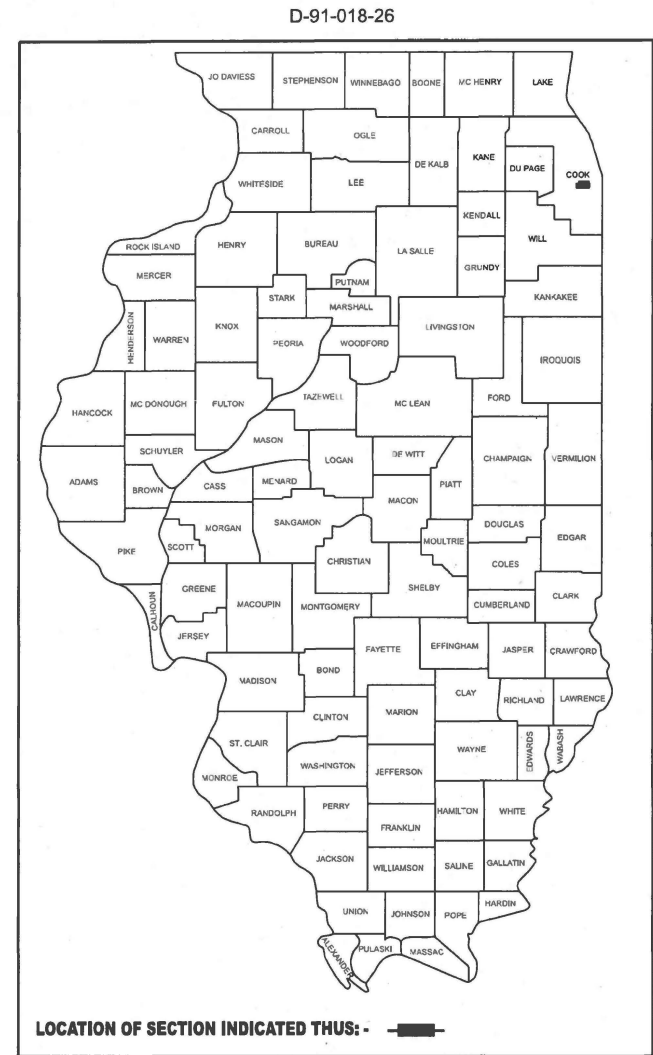 D-91-018-26
JO DAVIESS STEPHENSON WINNEBAGO BOONE MC HENRY LAKE
CARROLL OGLE
DE KALB KANE DU PAGE COOK
WHITESIDE LEE
KENDALL
ROCK ISLAND HENRY BUREAU LA SALLE WILL
MERCER GRUNDY
PUTNAM
STARK MARSHALL KANKAKEE
HENDERSON WARREN KNOX PEORIA WOODFORD LIVINGSTON
IROQUOIS
TAZEWELL MC LEAN FORD
HANCOCK MC DONOUGH FULTON
MASON
SCHUYLER LOGAN DE WITT CHAMPAIGN VERMILION
ADAMS BROWN CASS MENARD PIATT
MACON
MORGAN SANGAMON DOUGLAS
PIKE SCOTT MOULTRIE EDGAR
CHRISTIAN COLES
GREENE SHELBY
CALHOUN MACOUPIN MONTGOMERY CUMBERLAND CLARK
JERSEY
FAYETTE EFFINGHAM JASPER CRAWFORD
BOND
MADISON CLAY RICHLAND LAWRENCE
CLINTON MARION
ST. CLAIR WAYNE EDWARDS WABASH
WASHINGTON JEFFERSON
MONROE
RANDOLPH PERRY HAMILTON WHITE
FRANKLIN
JACKSON WILLIAMSON SALINE GALLATIN
HARDIN
UNION JOHNSON POPE
ALEXANDER PULASKI MASSAC
LOCATION OF SECTION INDICATED THUS: -